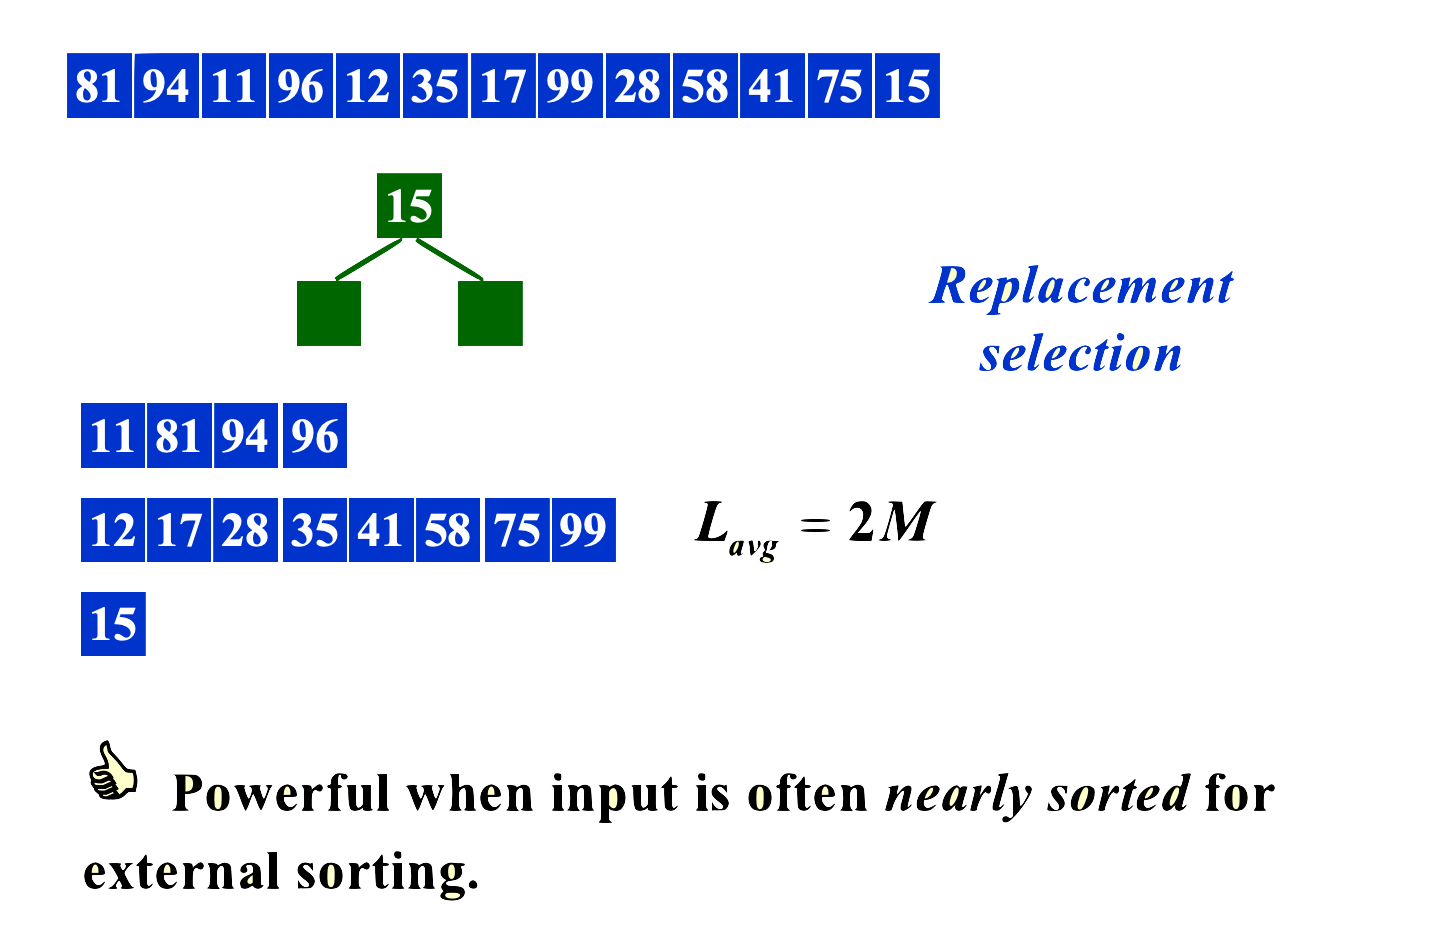 81 94 11 96 12 35 17 99 28 58 41 75 15
15
Replacement
selection
11 81 94 96
12 17 28 35 41 58 75 99
L_avg = 2M
15
Powerful when input is often nearly sorted for
external sorting.